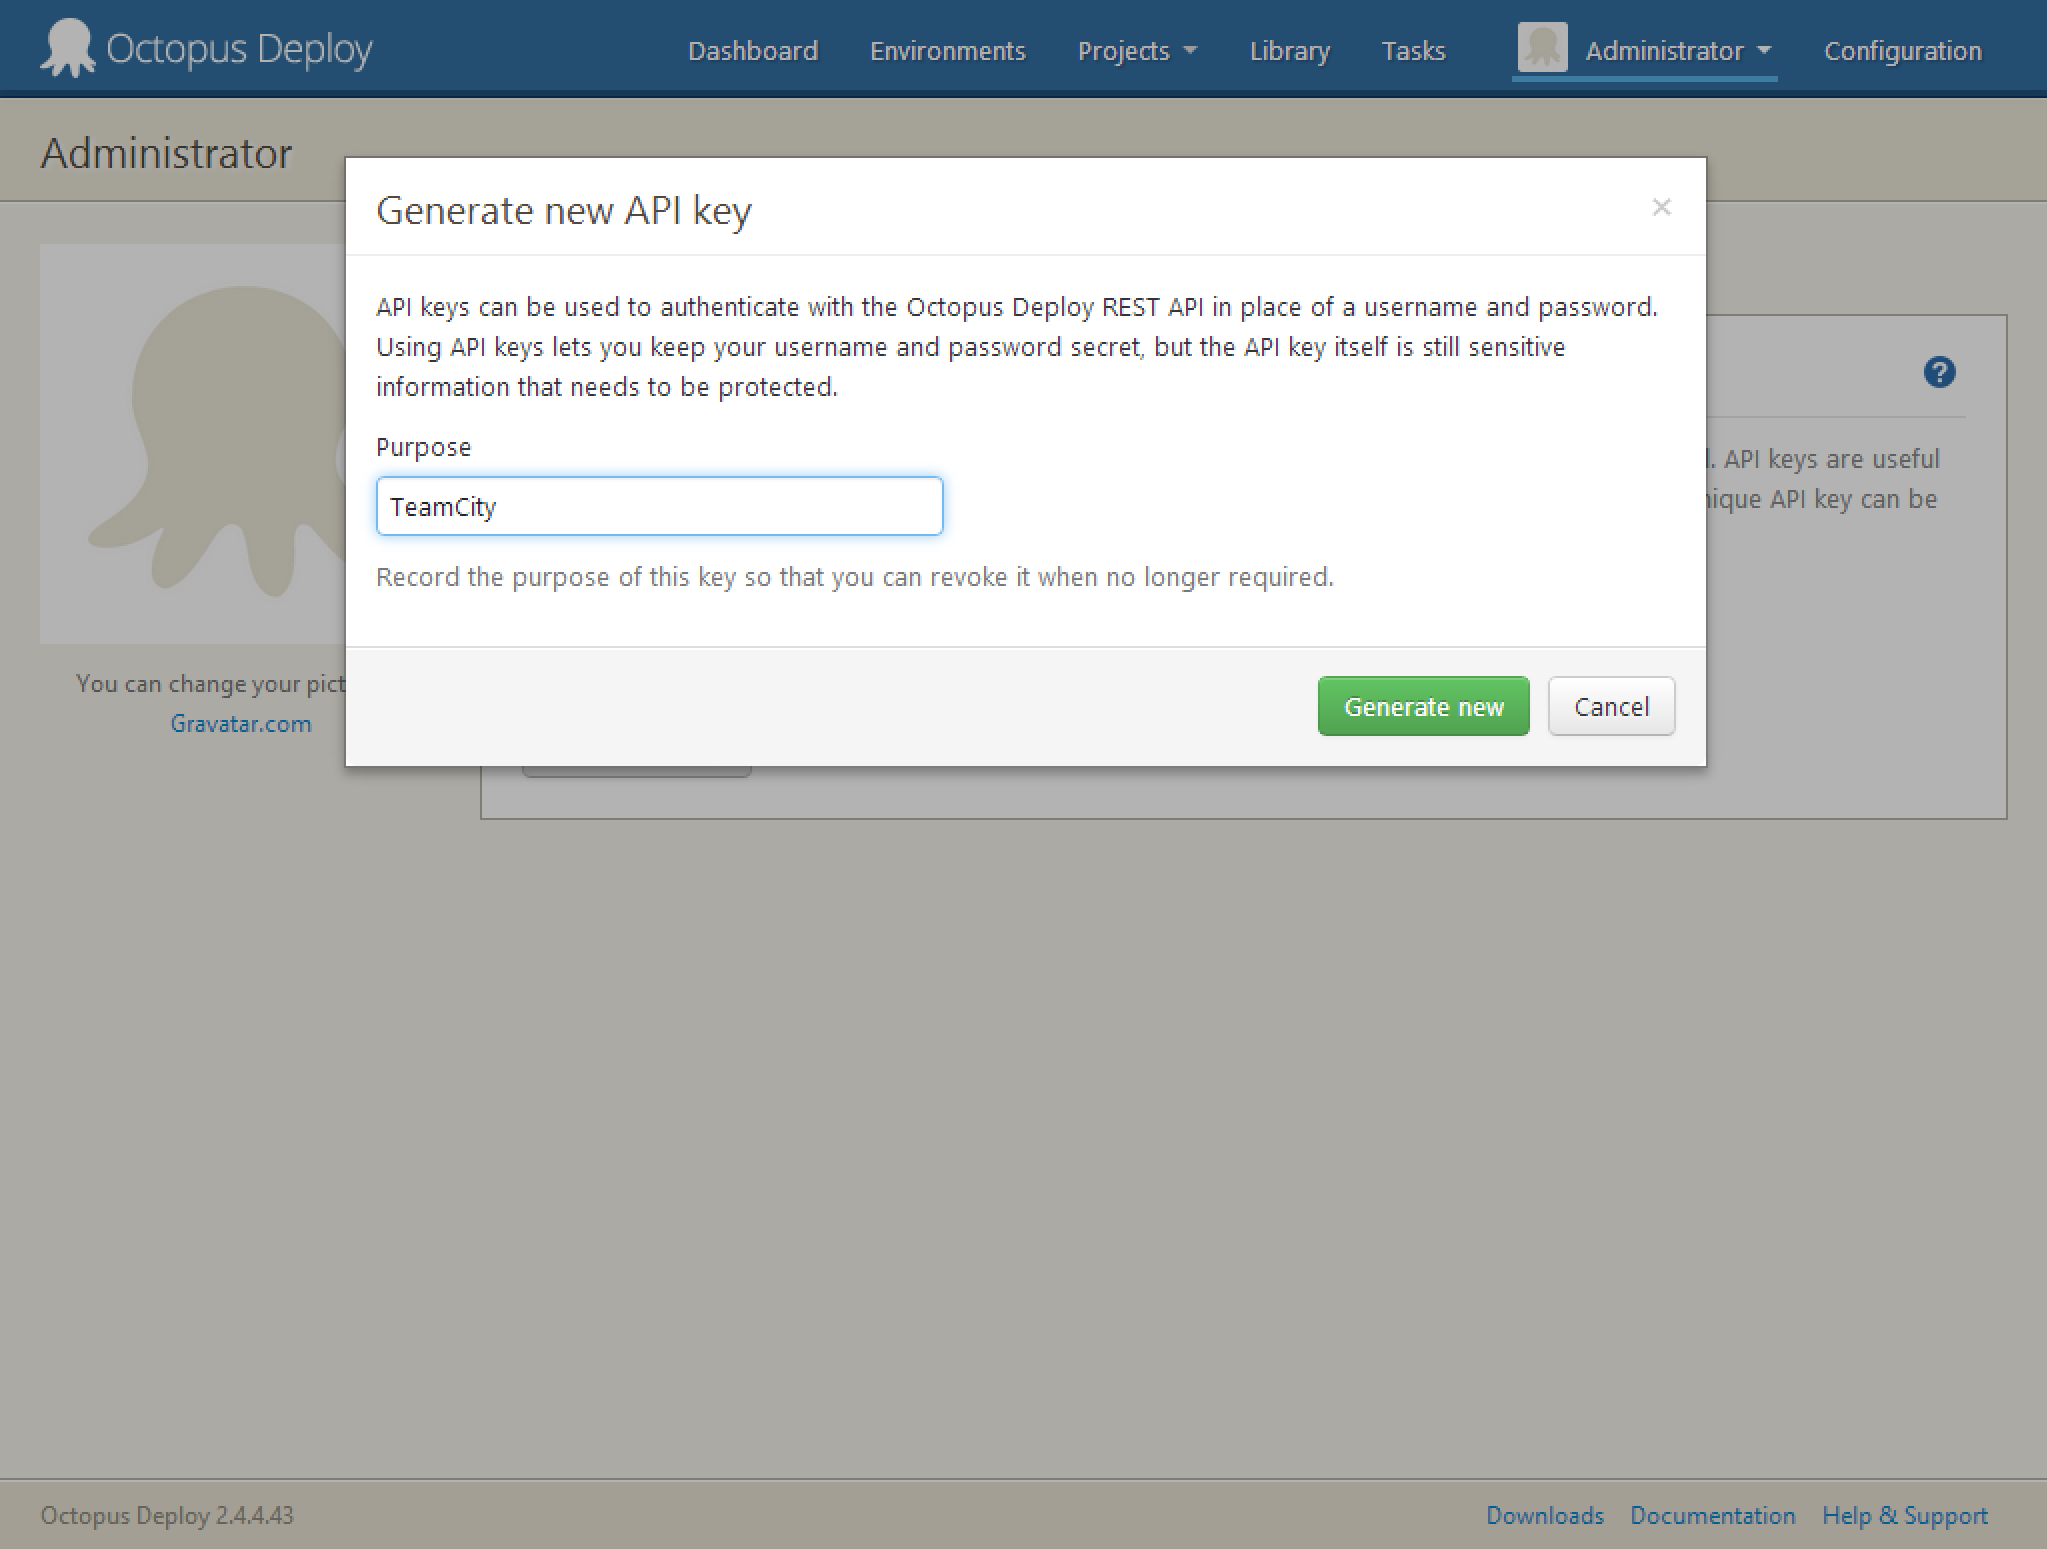 Octopus Deploy
Dashboard
Environments
Projects
Library
Tasks
Administrator
Configuration
Administrator
Generate new API key
×
API keys can be used to authenticate with the Octopus Deploy REST API in place of a username and password.
Using API keys lets you keep your username and password secret, but the API key itself is still sensitive
information that needs to be protected.
Purpose
TeamCity
Record the purpose of this key so that you can revoke it when no longer required.
Generate new
Cancel
?
. API keys are useful
API key can be
You can change your
Gravatar.com
Octopus Deploy 2.4.4.43
Downloads
Documentation
Help & Support